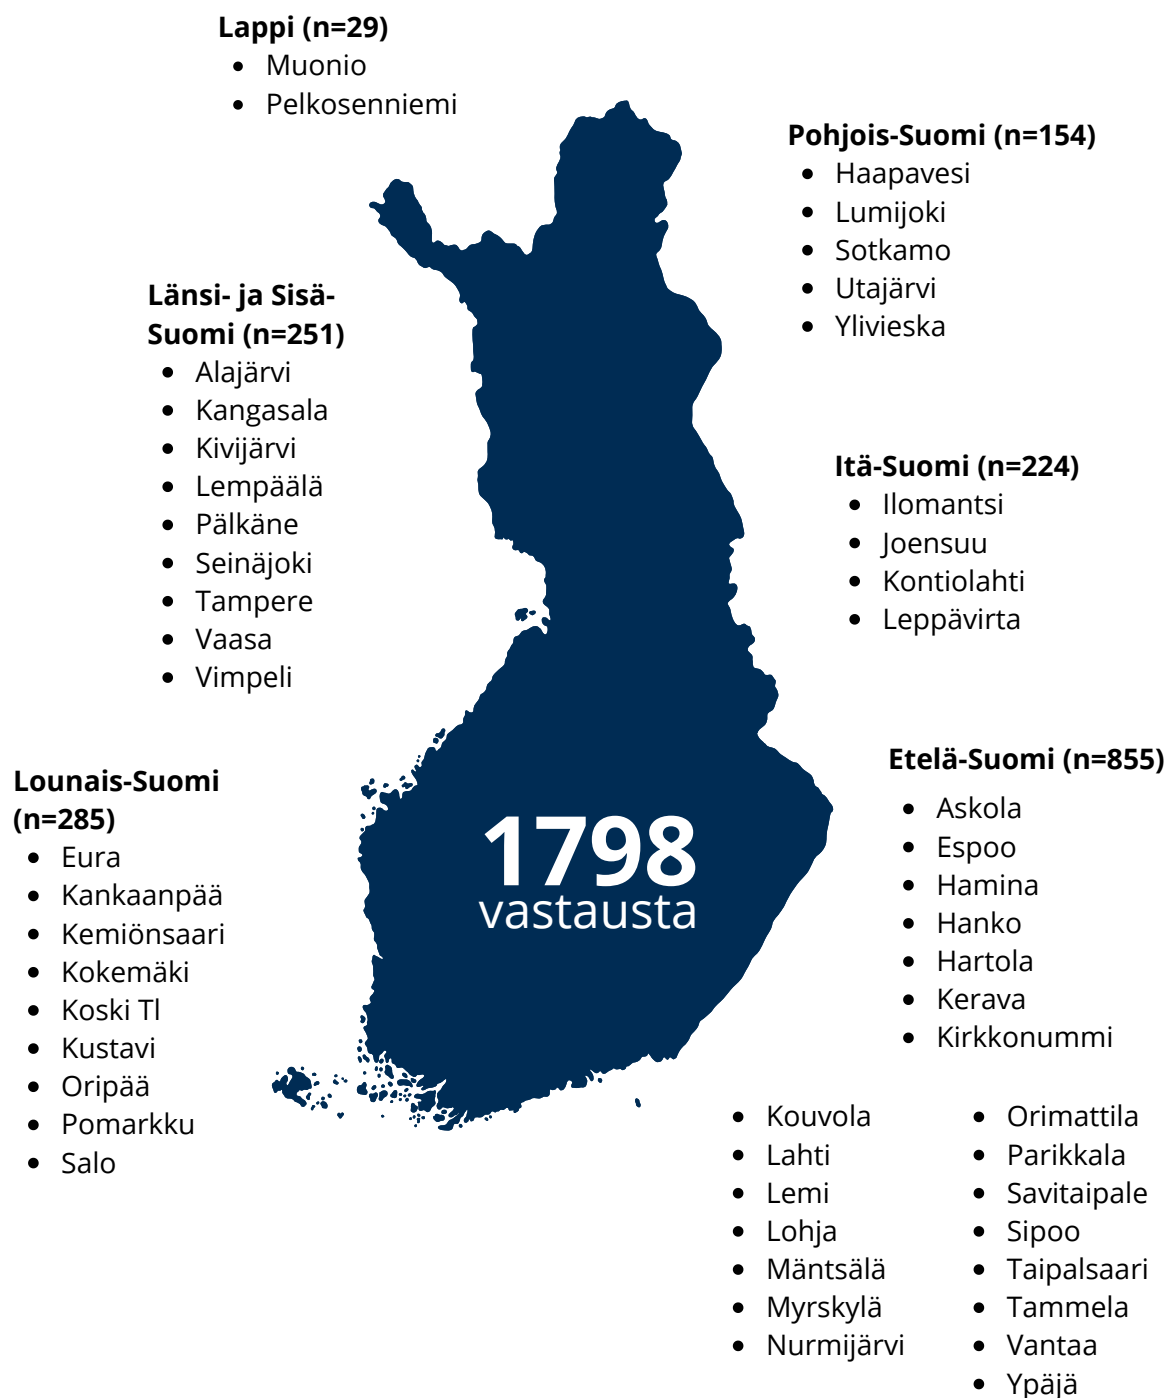 Lappi (n=29)
• Muonio
• Pelkosenniemi
Pohjois-Suomi (n=154)
• Haapavesi
• Lumijoki
• Sotkamo
• Utajärvi
• Ylivieska
Länsi- ja Sisä-
Suomi (n=251)
• Alajärvi
• Kangasala
• Kivijärvi
• Lempäälä
• Pälkäne
• Seinäjoki
• Tampere
• Vaasa
• Vimpeli
Itä-Suomi (n=224)
• Ilomantsi
• Joensuu
• Kontiolahti
• Leppävirta
Lounais-Suomi
(n=285)
• Eura
• Kankaanpää
• Kemiönsaari
• Kokemäki
• Koski Tl
• Kustavi
• Oripää
• Pomarkku
• Salo
1798
vastausta
Etelä-Suomi (n=855)
• Askola
• Espoo
• Hamina
• Hanko
• Hartola
• Kerava
• Kirkkonummi
• Kouvola
• Lahti
• Lemi
• Lohja
• Mäntsälä
• Myrskylä
• Nurmijärvi
• Orimattila
• Parikkala
• Savitaipale
• Sipoo
• Taipalsaari
• Tammela
• Vantaa
• Ypäjä